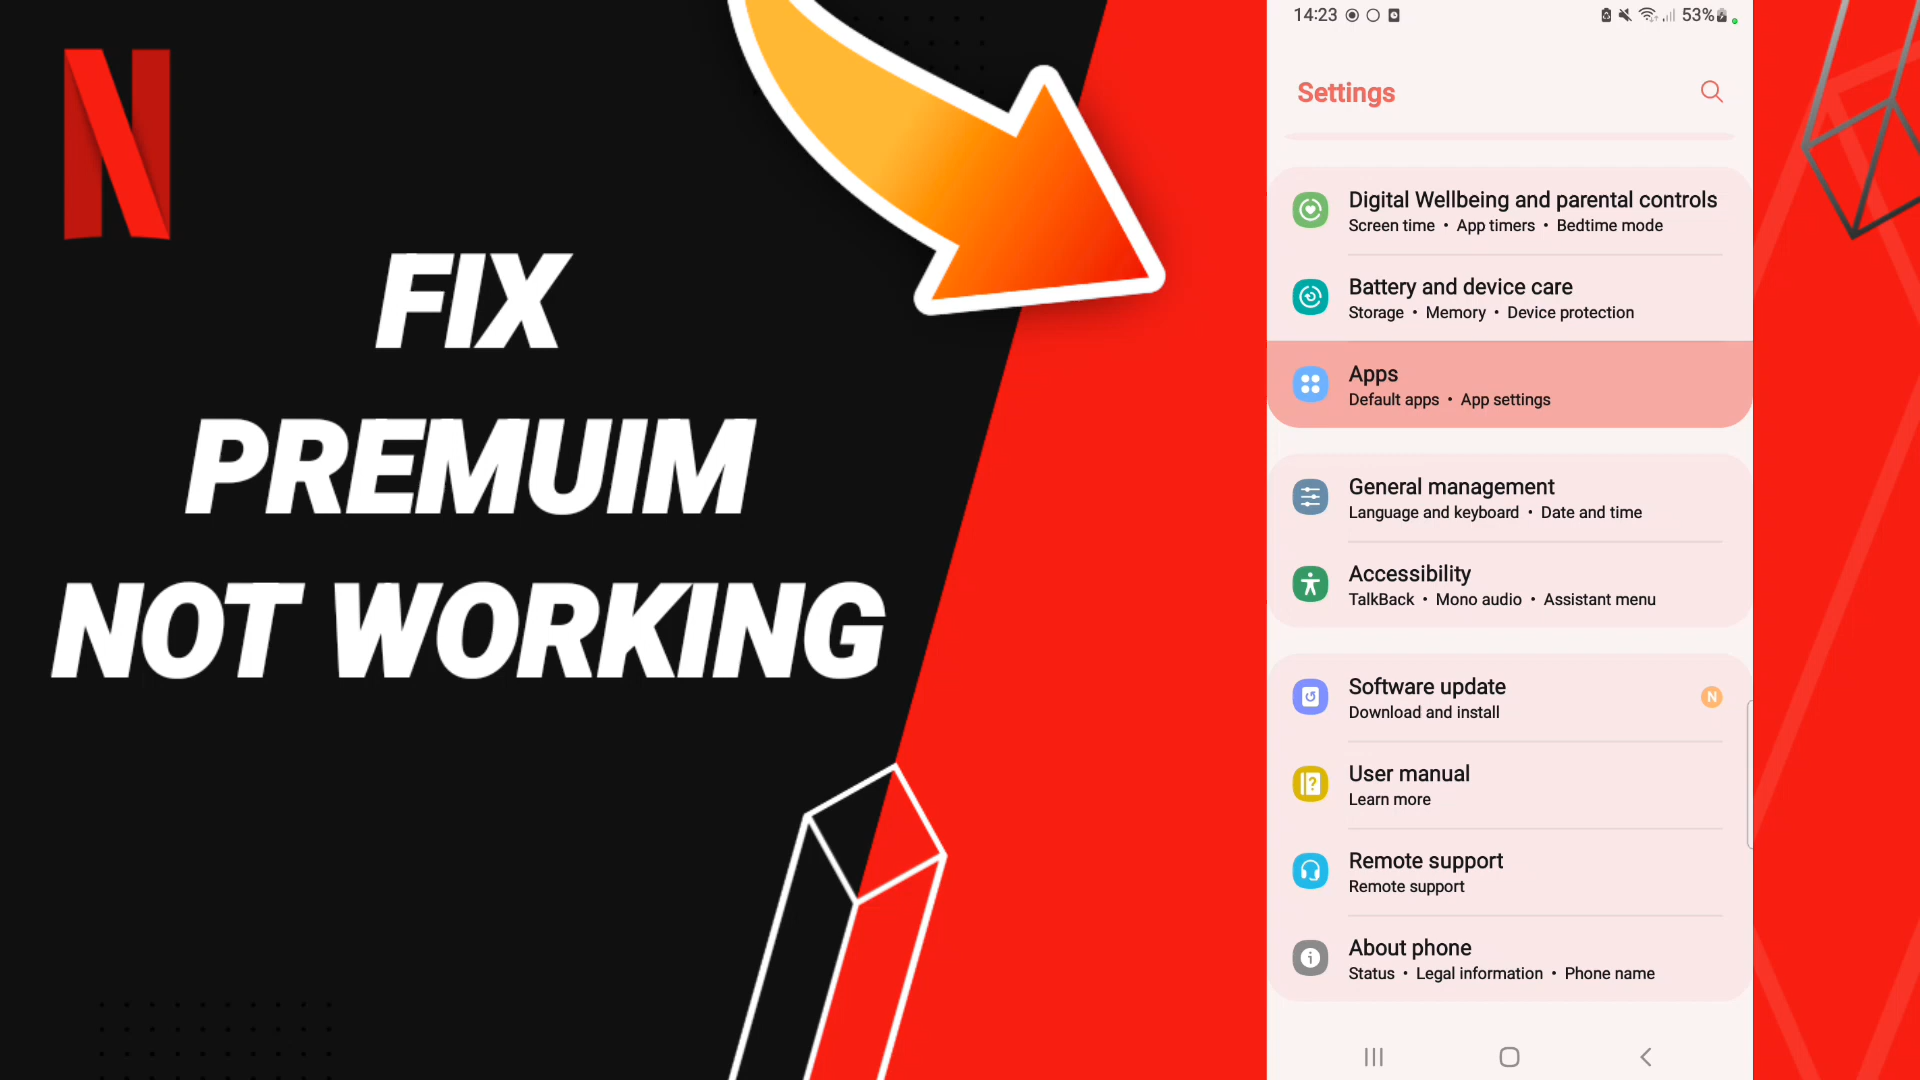 N
FIX
PREMUIM
NOT WORKING
14:23
53%
Settings
Digital Wellbeing and parental controls
Screen time • App timers • Bedtime mode
Battery and device care
Storage • Memory • Device protection
Apps
Default apps • App settings
General management
Language and keyboard • Date and time
Accessibility
TalkBack • Mono audio • Assistant menu
Software update
N
Download and install
User manual
Learn more
Remote support
Remote support
About phone
Status • Legal information • Phone name